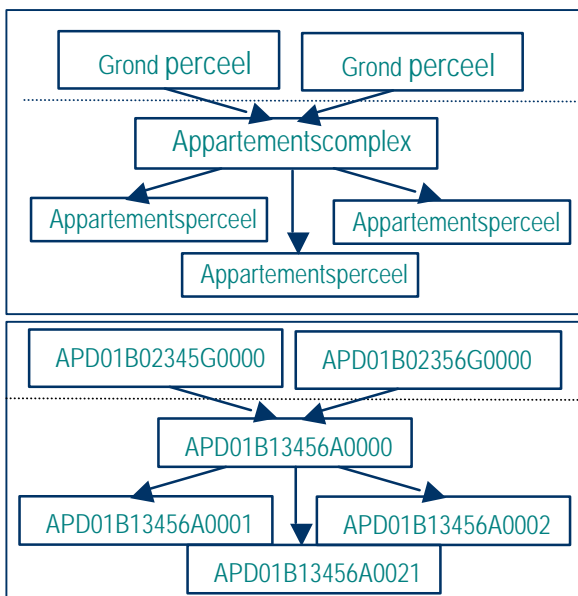 Grond perceel
Grond perceel
Appartementscomplex
Appartementsperceel
Appartementsperceel
Appartementsperceel
APD01B02345G0000
APD01B02356G0000
APD01B13456A0000
APD01B13456A0001
APD01B13456A0002
APD01B13456A0021